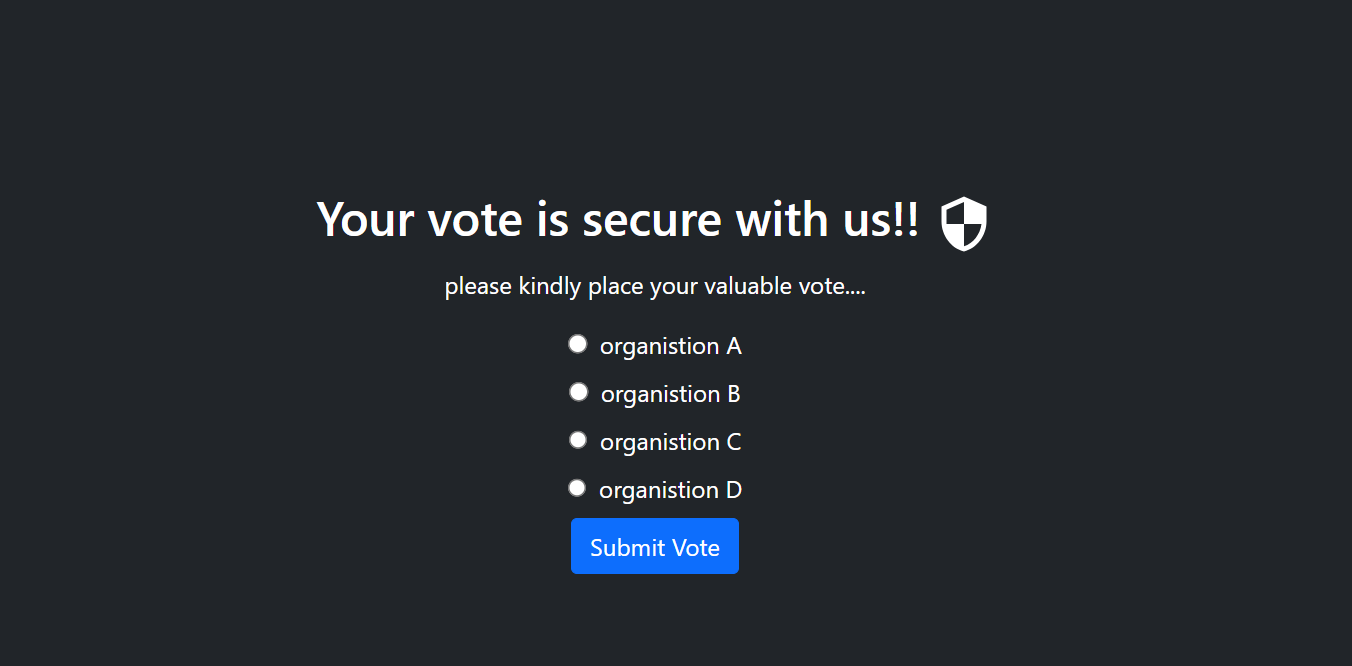 Your vote is secure with us!!
please kindly place your valuable vote....
organistion A
organistion B
organistion C
organistion D
Submit Vote